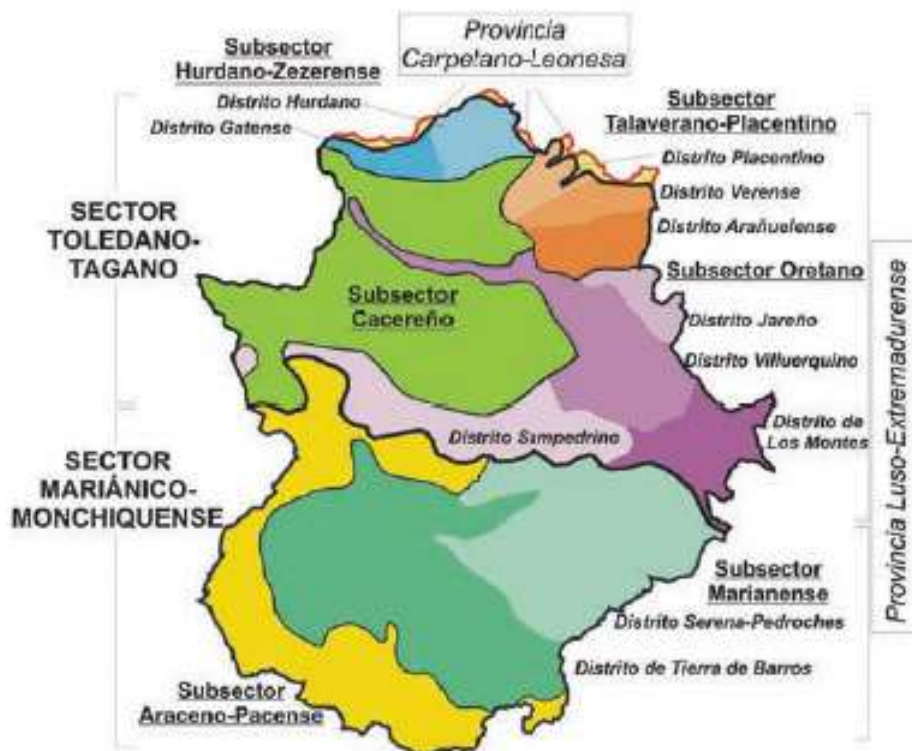 Provincia
Carpetano-Leonesa
Subsector
Hurdano-Zezerense
Distrito Hurdano
Distrito Gatense
Subsector
Talaverano-Placentino
Distrito Placentino
Distrito Verense
Distrito Arañuelense
SECTOR
TOLEDANO-
TAGANO
Subsector Oretano
Subsector
Cacereño
Distrito Jareño
Distrito Villuerquino
Distrito de
Los Montes
Distrito Sampedrino
SECTOR
MARIÁNICO-
MONCHIQUENSE
Subsector
Marianense
Distrito Serena-Pedroches
Distrito de Tierra de Barros
Subsector
Araceno-Pacense
Provincia Luso-Extremadurense